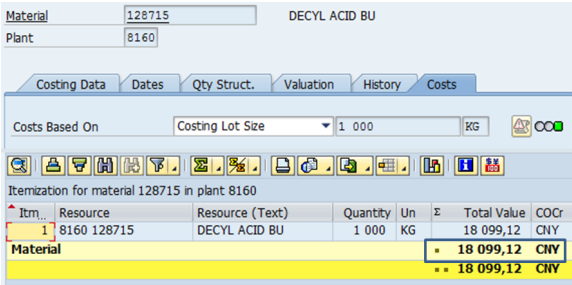 Material 128715 DECYL ACID BU
Plant 8160
Costing Data Dates Qty Struct. Valuation History Costs
Costs Based On Costing Lot Size 1 000 KG
Itemization for material 128715 in plant 8160
Itm... Resource Resource (Text) Quantity Un Σ Total Value COCr
1 8160 128715 DECYL ACID BU 1 000 KG 18 099,12 CNY
Material ▪ 18 099,12 CNY
▪▪ 18 099,12 CNY